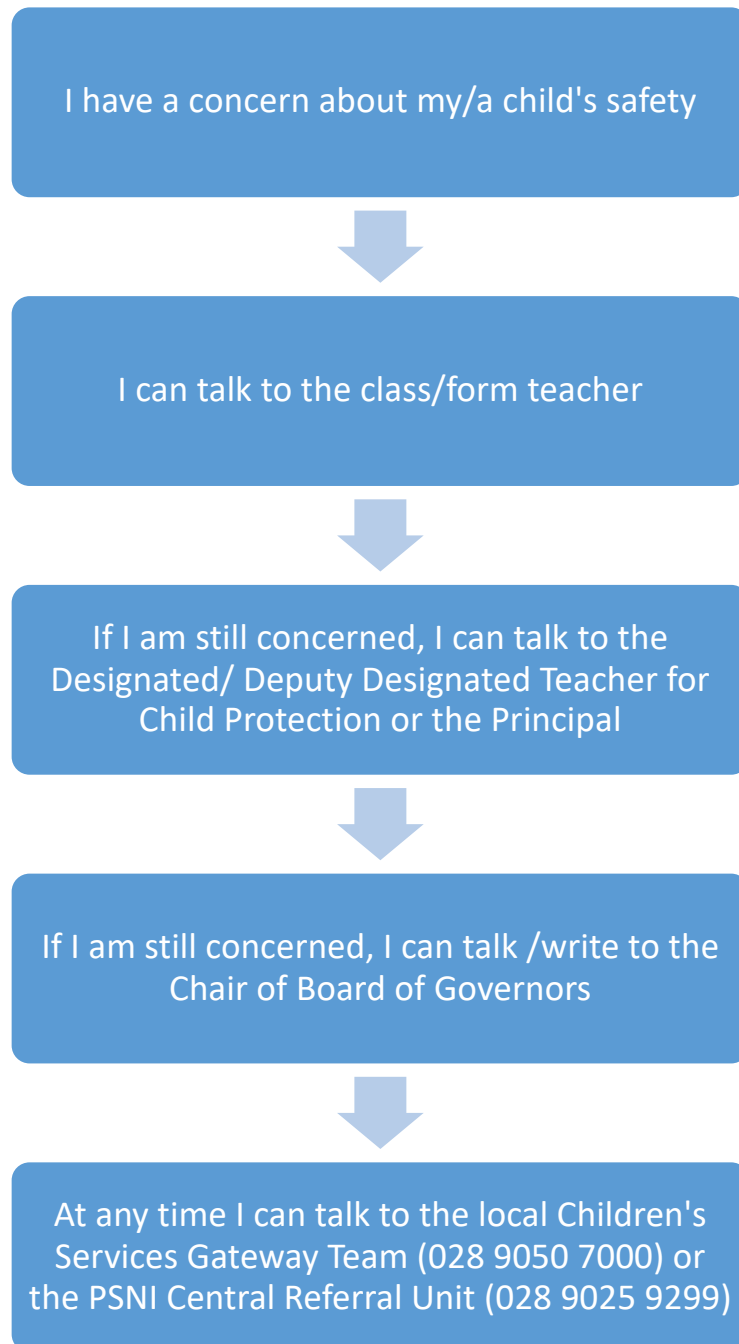 I have a concern about my/a child's safety
I can talk to the class/form teacher
If I am still concerned, I can talk to the
Designated/ Deputy Designated Teacher for
Child Protection or the Principal
If I am still concerned, I can talk /write to the
Chair of Board of Governors
At any time I can talk to the local Children's
Services Gateway Team (028 9050 7000) or
the PSNI Central Referral Unit (028 9025 9299)